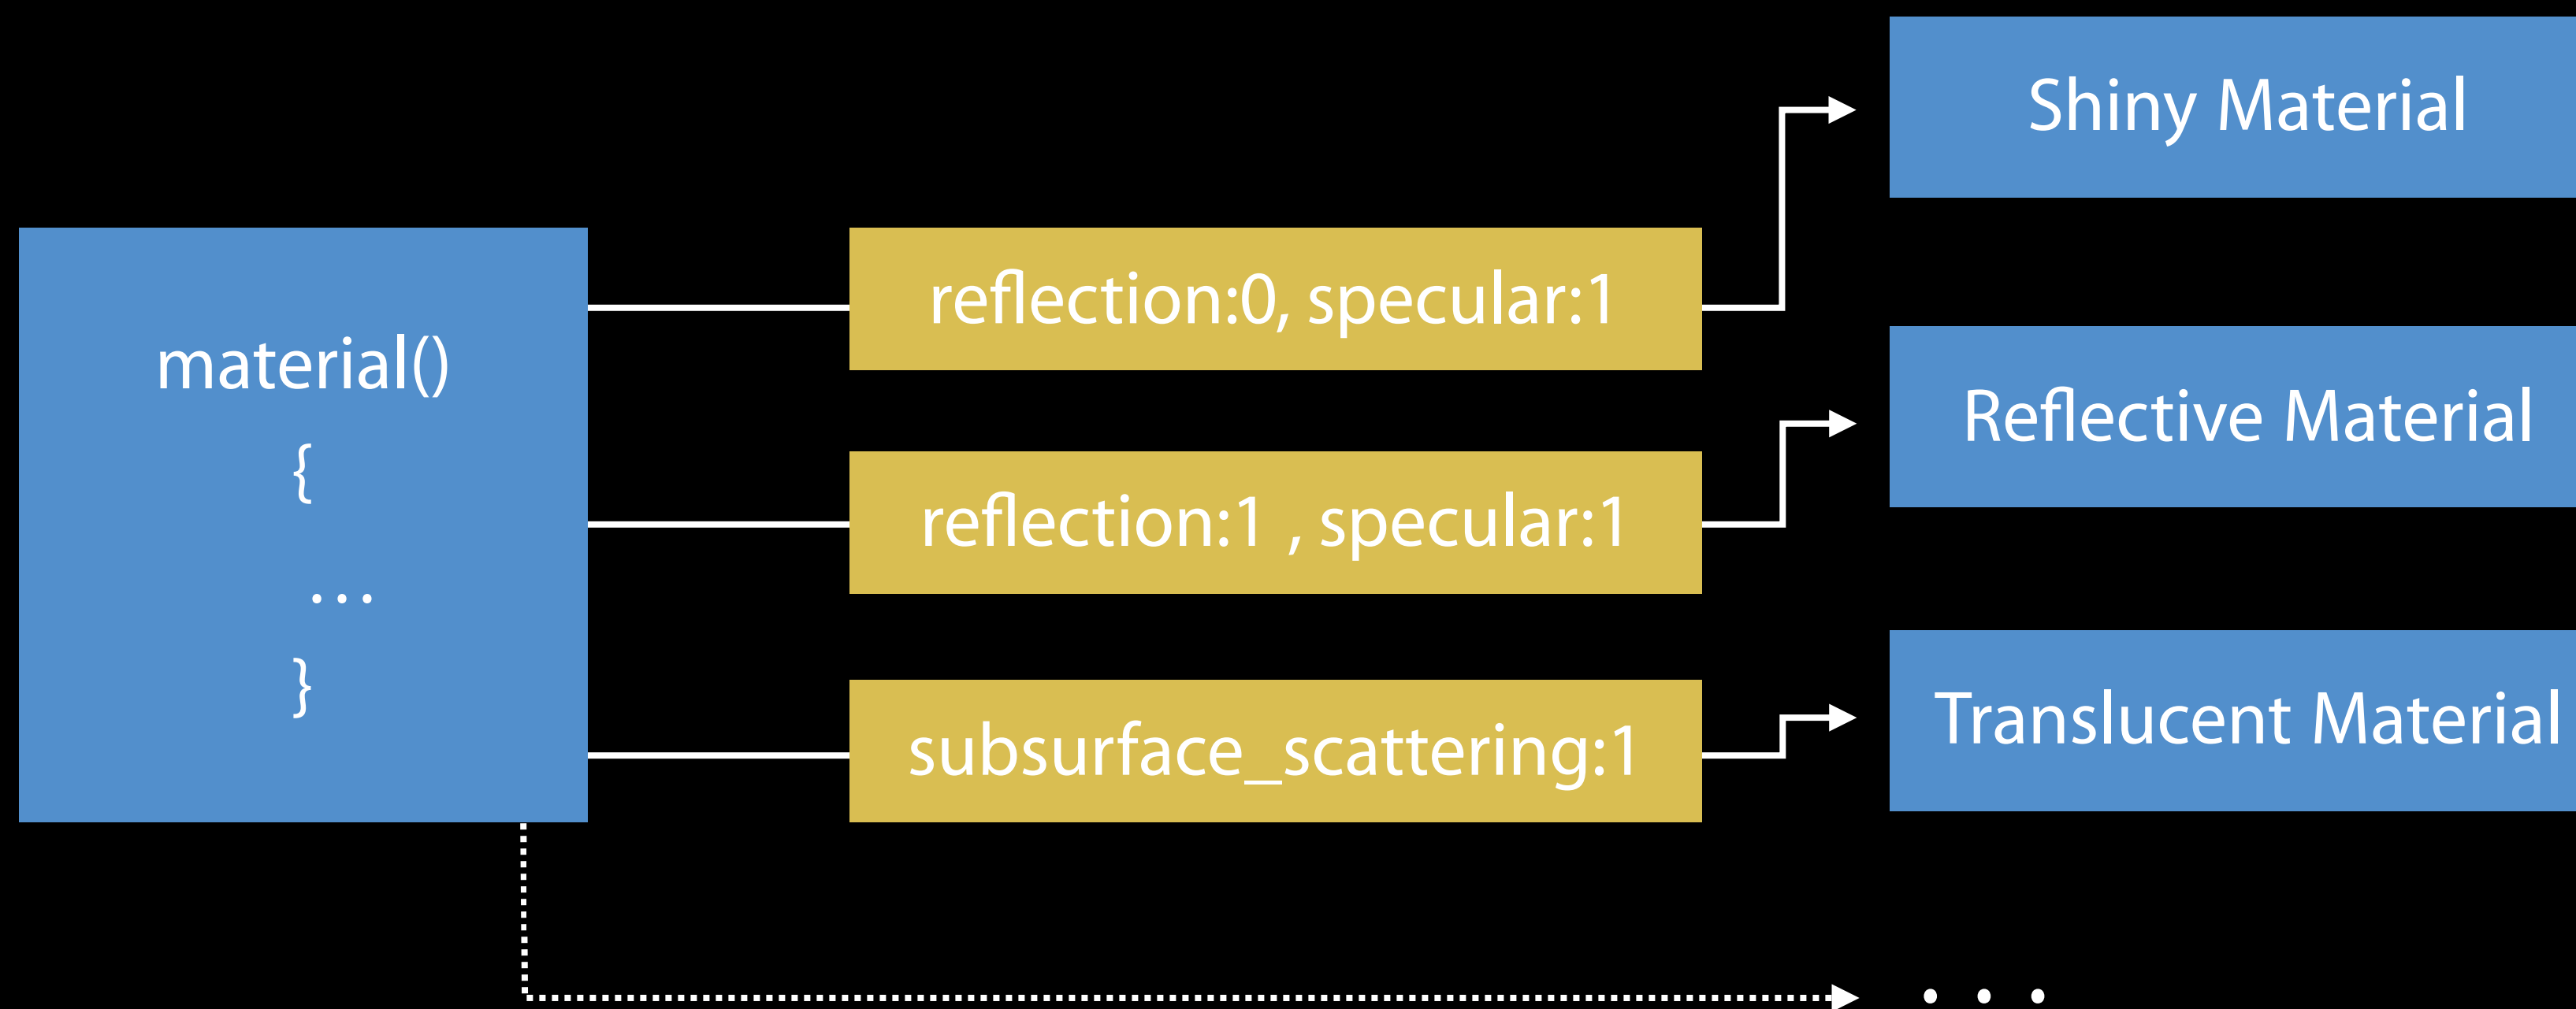 material()
{
...
}
reflection:0, specular:1
reflection:1 , specular:1
subsurface_scattering:1
Shiny Material
Reflective Material
Translucent Material
. . .